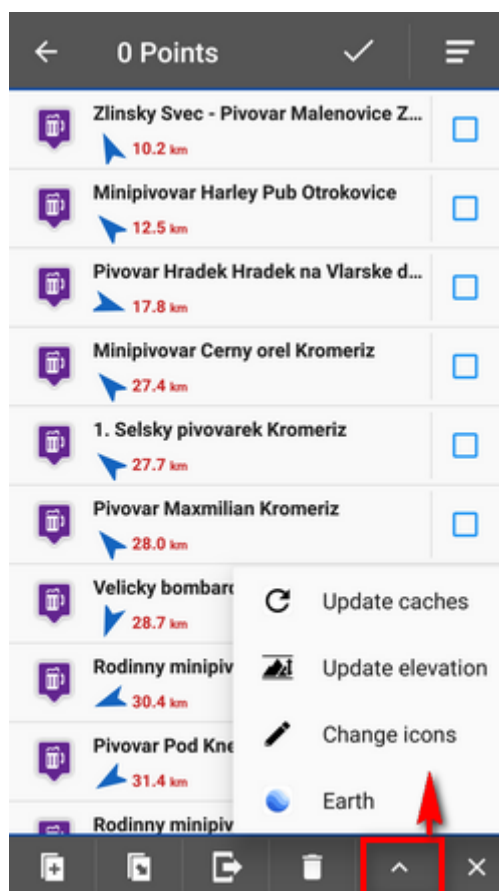 0 Points
Zlinsky Svec - Pivovar Malenovice Z...
10.2 km
Minipivovar Harley Pub Otrokovice
12.5 km
Pivovar Hradek Hradek na Vlarske d...
17.8 km
Minipivovar Cerny orel Kromeriz
27.4 km
1. Selsky pivovarek Kromeriz
27.7 km
Pivovar Maxmilian Kromeriz
28.0 km
Velicky bombard
28.7 km
Rodinny minipiv
30.4 km
Pivovar Pod Kne
31.4 km
Rodinny minipiv
Update caches
Update elevation
Change icons
Earth